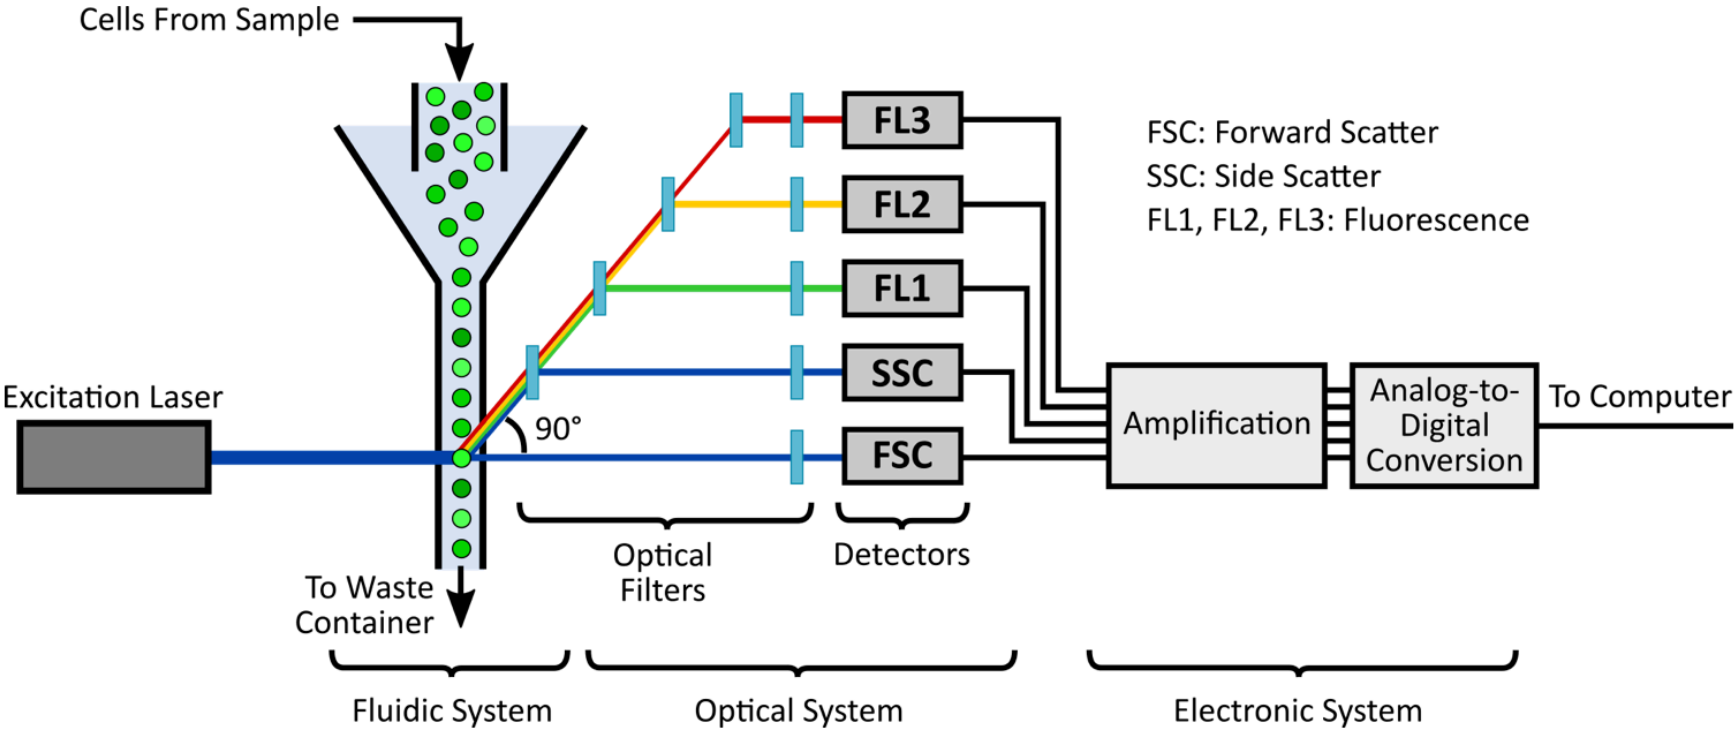 Cells From Sample
FL3
FSC: Forward Scatter
SSC: Side Scatter
FL1, FL2, FL3: Fluorescence
FL2
FL1
Excitation Laser
SSC
90°
FSC
Amplification
Analog-to-
Digital
Conversion
To Computer
Optical
Filters
Detectors
To Waste
Container
Fluidic System
Optical System
Electronic System